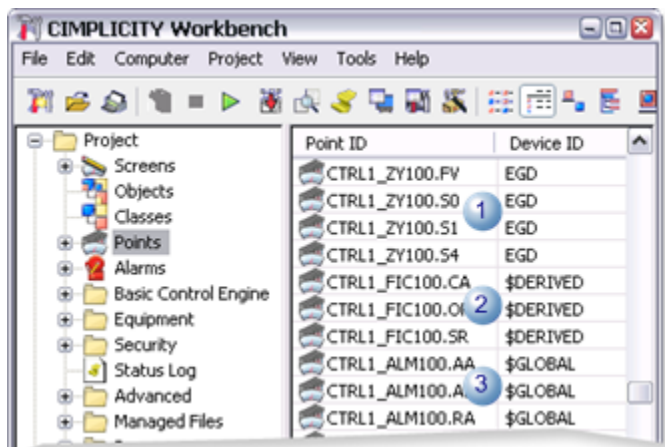 CIMPLICITY Workbench
File Edit Computer Project View Tools Help
Project
Screens
Objects
Classes
Points
Alarms
Basic Control Engine
Equipment
Security
Status Log
Advanced
Managed Files
Point ID Device ID
CTRL1_ZY100.FV EGD
CTRL1_ZY100.S0 EGD
1
CTRL1_ZY100.S1 EGD
CTRL1_ZY100.S4 EGD
CTRL1_FIC100.CA $DERIVED
2
$DERIVED
CTRL1_FIC100.SR $DERIVED
CTRL1_ALM100.AA $GLOBAL
3
$GLOBAL
CTRL1_ALM100.RA $GLOBAL